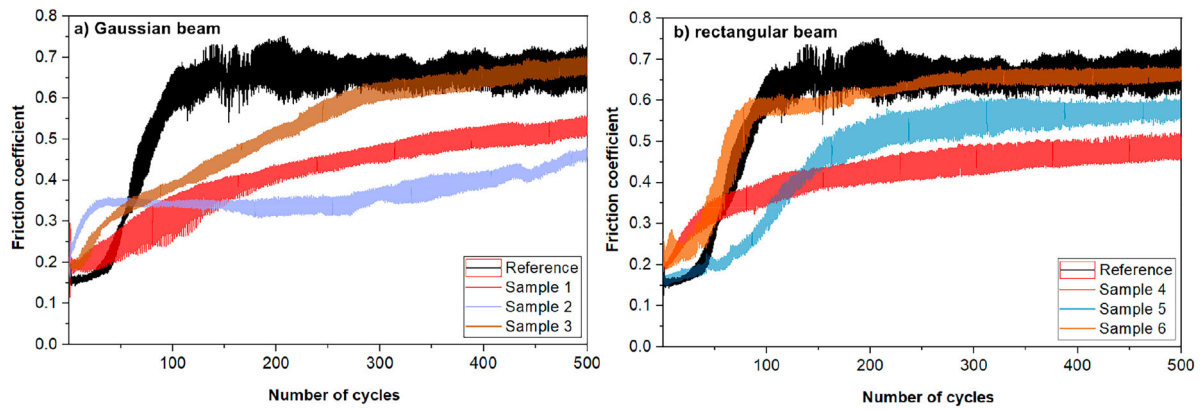 a) Gaussian beam
0.8
0.7
0.6
0.5
0.4
0.3
0.2
0.1
0.0
Friction coefficient
100
200
300
400
500
Number of cycles
Reference
Sample 1
Sample 2
Sample 3
b) rectangular beam
0.8
0.7
0.6
0.5
0.4
0.3
0.2
0.1
0.0
Friction coefficient
100
200
300
400
500
Number of cycles
Reference
Sample 4
Sample 5
Sample 6